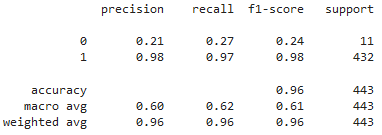 precision recall f1-score support
0 0.21 0.27 0.24 11
1 0.98 0.97 0.98 432
accuracy 0.96 443
macro avg 0.60 0.62 0.61 443
weighted avg 0.96 0.96 0.96 443